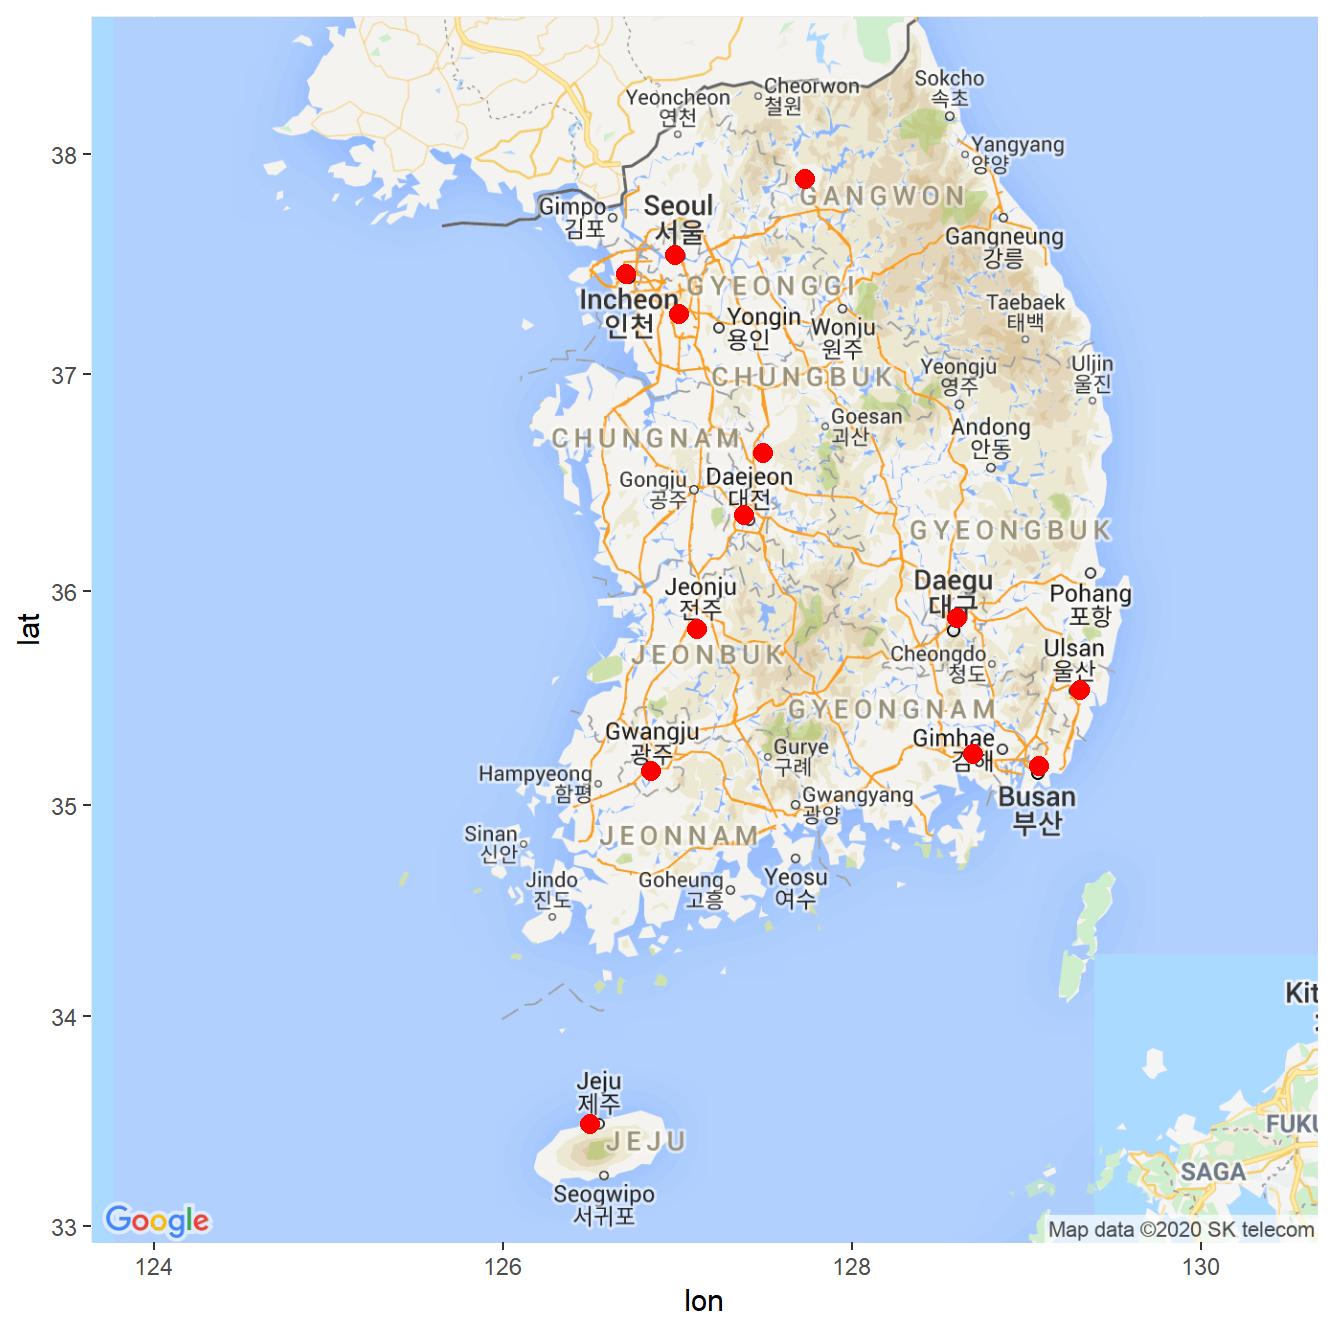 Sokcho
속초
Cheorwon
철원
Yeoncheon
연천
38
Yangyang
양양
GANGWON
Seoul
서울
Gimpo
김포
Gangneung
강릉
GYEONGGI
Incheon
인천
Taebaek
태백
Yongin
용인
Wonju
원주
37
Yeongju
영주
Uljin
울진
CHUNGBUK
Goesan
괴산
Andong
안동
CHUNGNAM
Gongju
공주
Daejeon
대전
GYEONGBUK
36
Jeonju
전주
Daegu
대구
Pohang
포항
lat
JEONBUK
Cheongdo
청도
Ulsan
울산
GYEONGNAM
Gwangju
광주
Gimhae
김해
Gurye
구례
Hampyeong
함평
35
Gwangyang
광양
Busan
부산
Sinan
신안
JEONNAM
Jindo
진도
Goheung
고흥
Yeosu
여수
34
Kit
Jeju
제주
JEJU
FUKU
SAGA
Seogwipo
서귀포
Google
33
Map data ©2020 SK telecom
124
126
128
130
lon